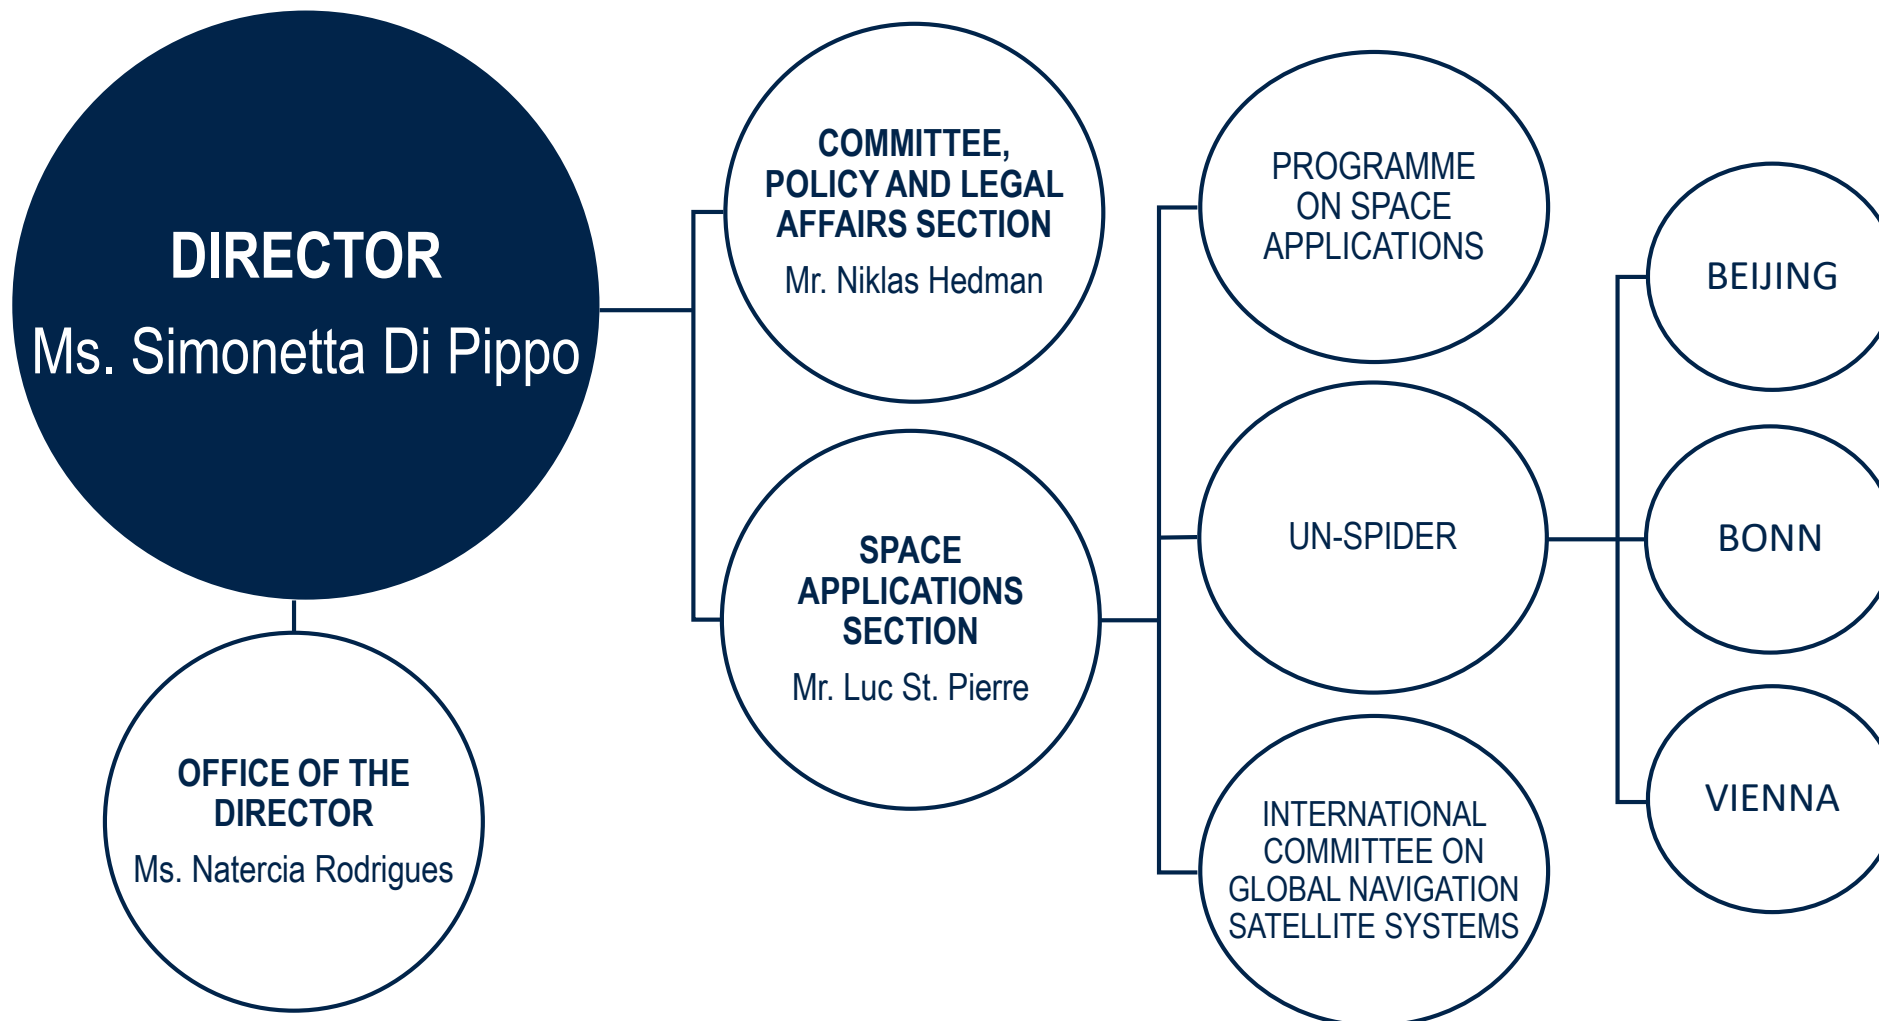 DIRECTOR
Ms. Simonetta Di Pippo
OFFICE OF THE
DIRECTOR
Ms. Natercia Rodrigues
COMMITTEE,
POLICY AND LEGAL
AFFAIRS SECTION
Mr. Niklas Hedman
SPACE
APPLICATIONS
SECTION
Mr. Luc St. Pierre
PROGRAMME
ON SPACE
APPLICATIONS
UN-SPIDER
INTERNATIONAL
COMMITTEE ON
GLOBAL NAVIGATION
SATELLITE SYSTEMS
BEIJING
BONN
VIENNA